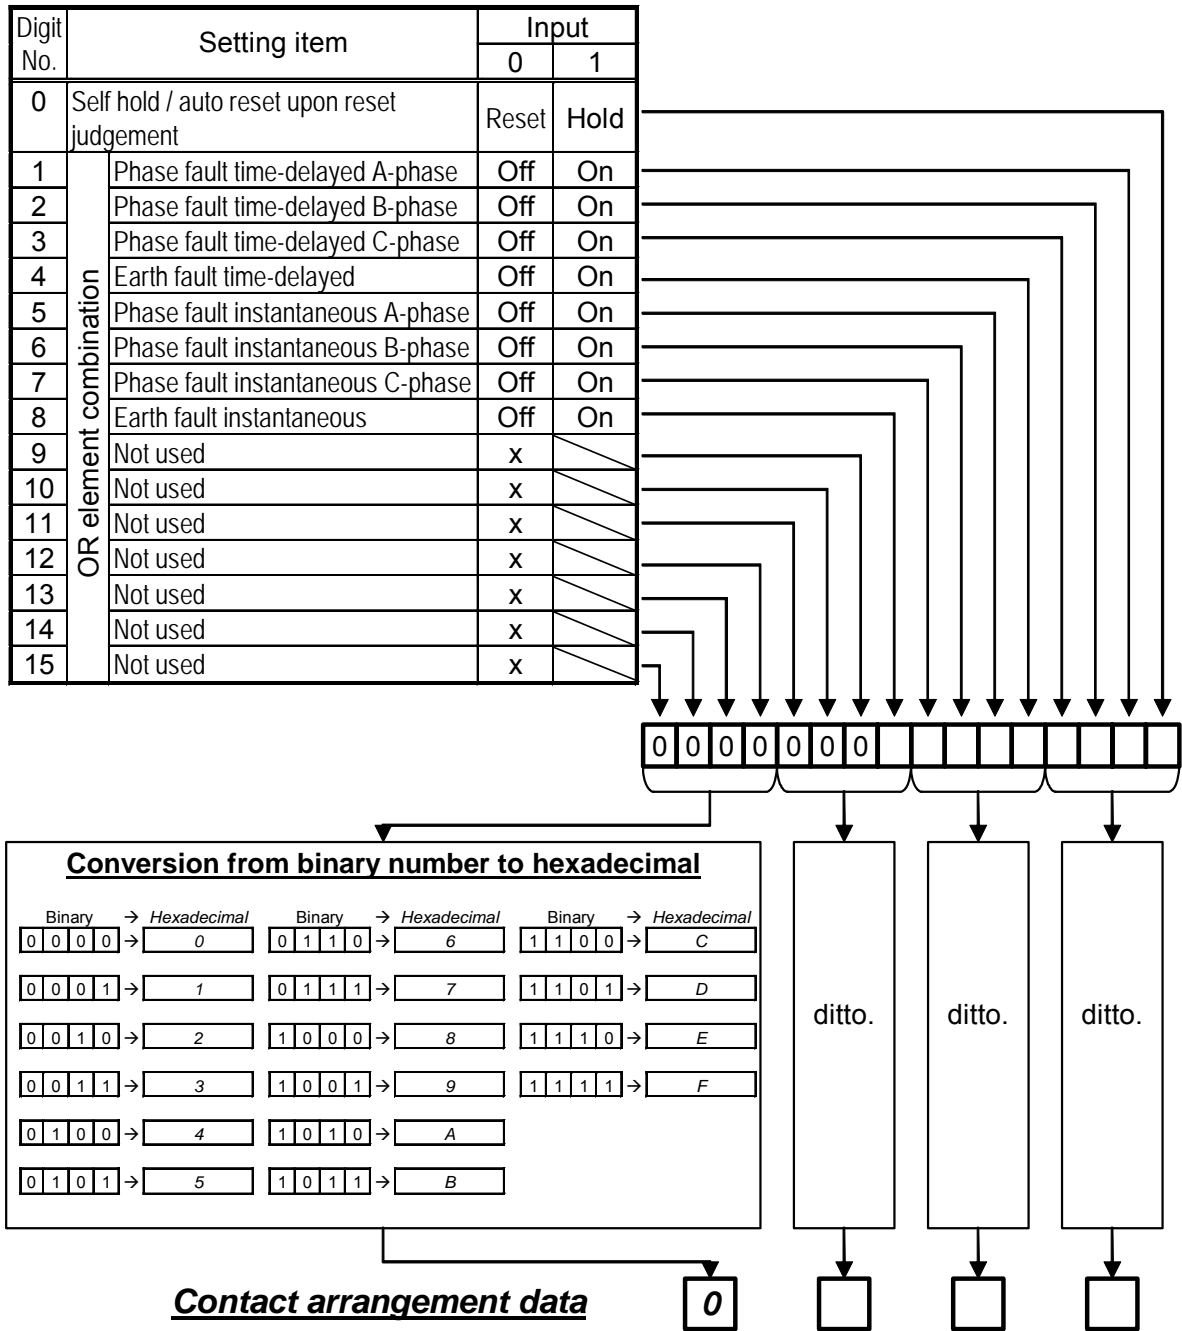 Digit No. Setting item Input
0 1
0 Self hold / auto reset upon reset judgement Reset Hold
OR element combination
1 Phase fault time-delayed A-phase Off On
2 Phase fault time-delayed B-phase Off On
3 Phase fault time-delayed C-phase Off On
4 Earth fault time-delayed Off On
5 Phase fault instantaneous A-phase Off On
6 Phase fault instantaneous B-phase Off On
7 Phase fault instantaneous C-phase Off On
8 Earth fault instantaneous Off On
9 Not used x
10 Not used x
11 Not used x
12 Not used x
13 Not used x
14 Not used x
15 Not used x
0 0 0 0 0 0 0
Conversion from binary number to hexadecimal
Binary → Hexadecimal Binary → Hexadecimal Binary → Hexadecimal
0 0 0 0 → 0 0 1 1 0 → 6 1 1 0 0 → C
0 0 0 1 → 1 0 1 1 1 → 7 1 1 0 1 → D
0 0 1 0 → 2 1 0 0 0 → 8 1 1 1 0 → E
0 0 1 1 → 3 1 0 0 1 → 9 1 1 1 1 → F
0 1 0 0 → 4 1 0 1 0 → A
0 1 0 1 → 5 1 0 1 1 → B
ditto. ditto. ditto.
Contact arrangement data 0